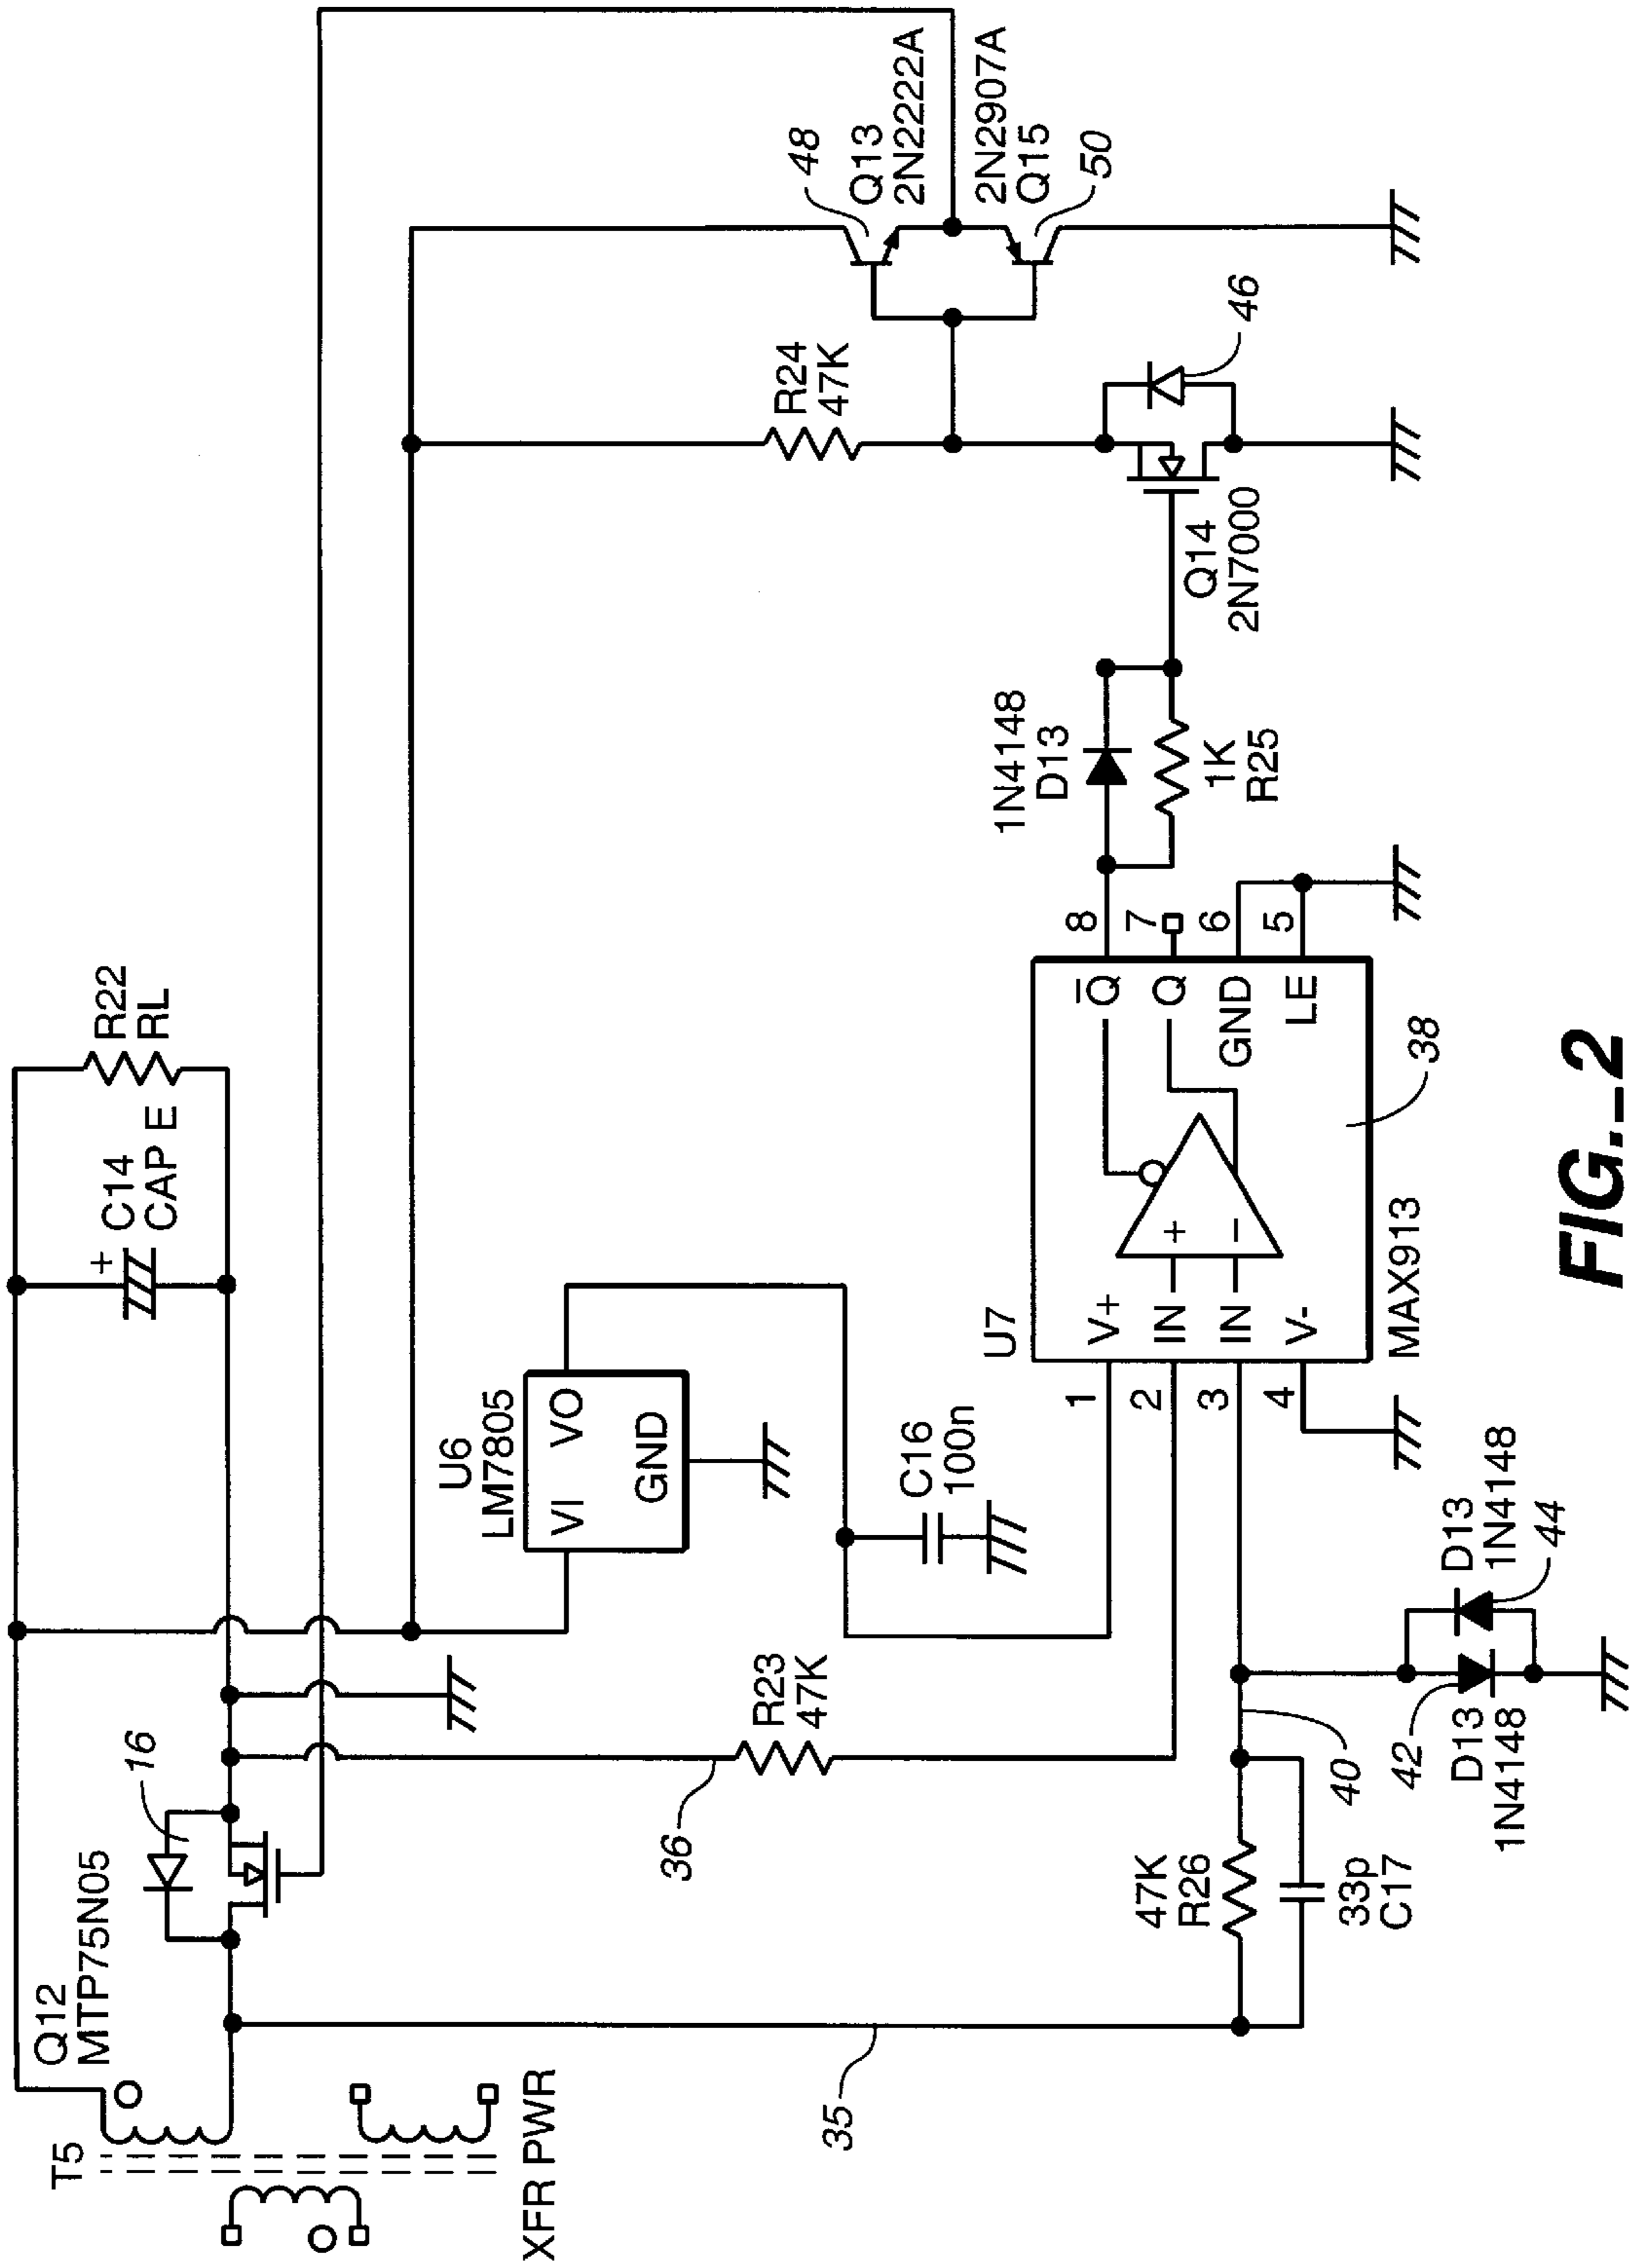 T5
XFR PWR
Q12
MTP75N05
16
+
C14
CAP E
R22
RL
35
36
R23
47K
U6
LM7805
VI
VO
GND
C16
100n
47K
R26
33p
C17
40
42
D13
1N4148
D13
1N4148
44
U7
1
2
3
4
V+
IN
IN
V-
+
−
Q̅
Q
GND
LE
8
7
6
5
MAX913
38
1N4148
D13
1K
R25
Q14
2N7000
46
R24
47K
48
Q13
2N2222A
2N2907A
Q15
50
FIG._2